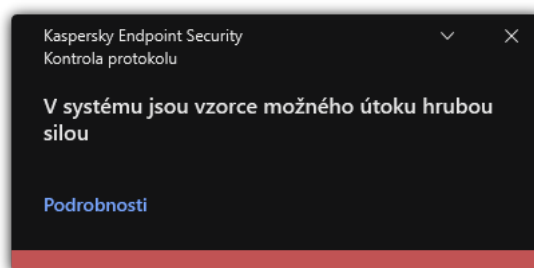 Kaspersky Endpoint Security
Kontrola protokolu
V systému jsou vzorce možného útoku hrubou
silou
Podrobnosti